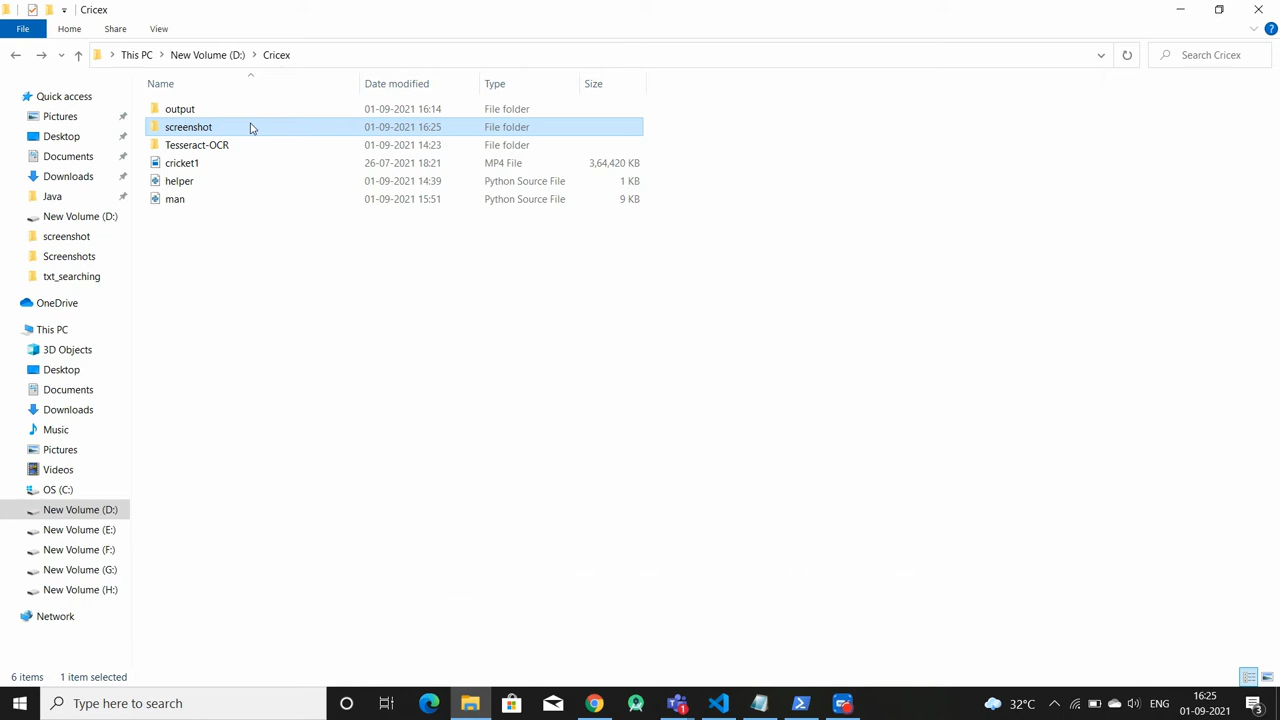 Cricex
File Home Share View
This PC New Volume (D:) Cricex
Search Cricex
Name Date modified Type Size
output 01-09-2021 16:14 File folder
screenshot 01-09-2021 16:25 File folder
Tesseract-OCR 01-09-2021 14:23 File folder
cricket1 26-07-2021 18:21 MP4 File 3,64,420 KB
helper 01-09-2021 14:39 Python Source File 1 KB
man 01-09-2021 15:51 Python Source File 9 KB
Quick access
Pictures
Desktop
Documents
Downloads
Java
New Volume (D:)
screenshot
Screenshots
txt_searching
OneDrive
This PC
3D Objects
Desktop
Documents
Downloads
Music
Pictures
Videos
OS (C:)
New Volume (D:)
New Volume (E:)
New Volume (F:)
New Volume (G:)
New Volume (H:)
Network
6 items 1 item selected
Type here to search
32°C
ENG
16:25
01-09-2021
3
1